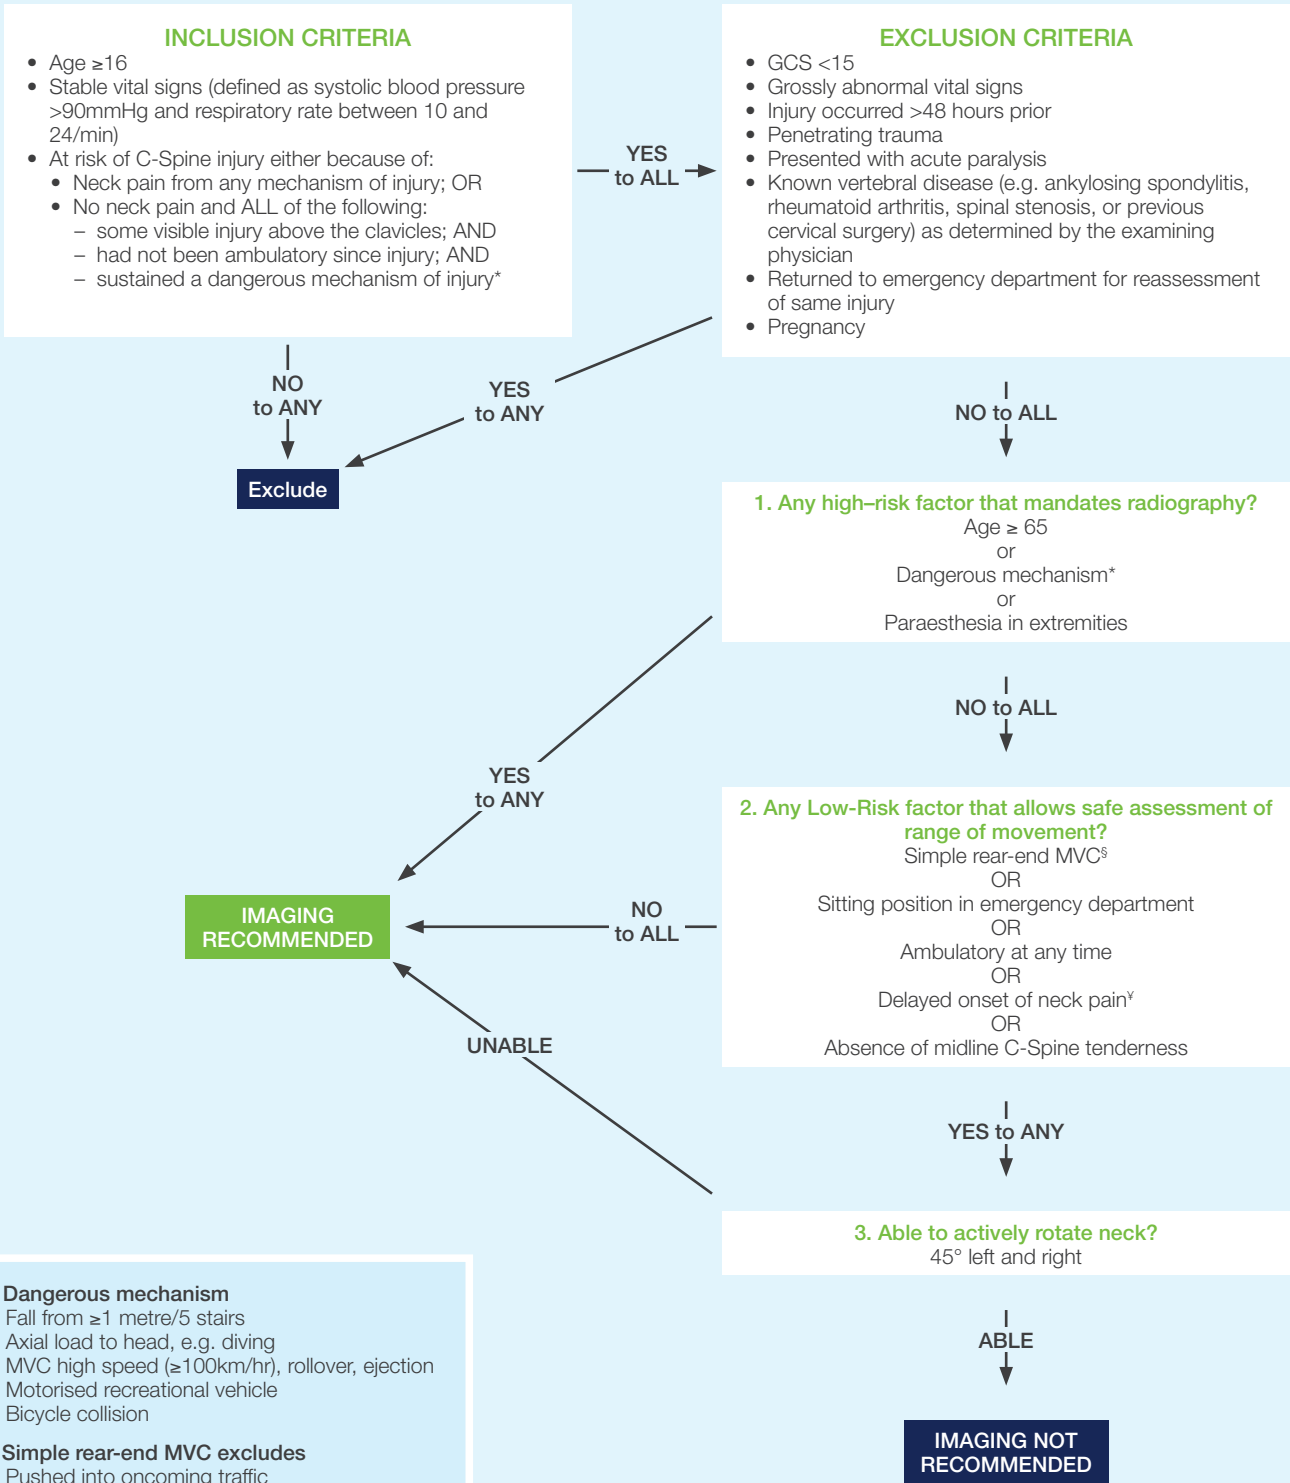 INCLUSION CRITERIA
• Age ≥16
• Stable vital signs (defined as systolic blood pressure
>90mmHg and respiratory rate between 10 and
24/min)
• At risk of C-Spine injury either because of:
• Neck pain from any mechanism of injury; OR
• No neck pain and ALL of the following:
– some visible injury above the clavicles; AND
– had not been ambulatory since injury; AND
– sustained a dangerous mechanism of injury*
YES
to ALL
EXCLUSION CRITERIA
• GCS <15
• Grossly abnormal vital signs
• Injury occurred >48 hours prior
• Penetrating trauma
• Presented with acute paralysis
• Known vertebral disease (e.g. ankylosing spondylitis,
rheumatoid arthritis, spinal stenosis, or previous
cervical surgery) as determined by the examining
physician
• Returned to emergency department for reassessment
of same injury
• Pregnancy
NO
to ANY
YES
to ANY
NO to ALL
Exclude
1. Any high–risk factor that mandates radiography?
Age ≥ 65
or
Dangerous mechanism*
or
Paraesthesia in extremities
NO to ALL
YES
to ANY
2. Any Low-Risk factor that allows safe assessment of
range of movement?
Simple rear-end MVC§
OR
Sitting position in emergency department
OR
Ambulatory at any time
OR
Delayed onset of neck pain¥
OR
Absence of midline C-Spine tenderness
NO
to ALL
IMAGING
RECOMMENDED
UNABLE
YES to ANY
3. Able to actively rotate neck?
45° left and right
ABLE
IMAGING NOT
RECOMMENDED
Dangerous mechanism
Fall from ≥1 metre/5 stairs
Axial load to head, e.g. diving
MVC high speed (≥100km/hr), rollover, ejection
Motorised recreational vehicle
Bicycle collision
Simple rear-end MVC excludes
Pushed into oncoming traffic